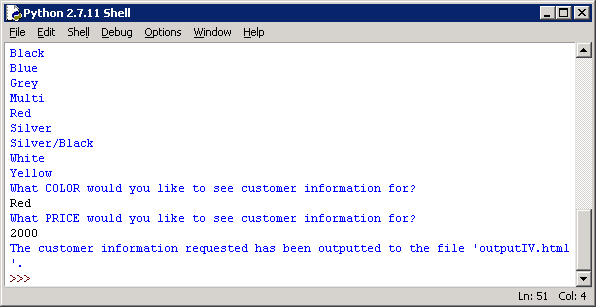 Python 2.7.11 Shell
File Edit Shell Debug Options Window Help
Black
Blue
Grey
Multi
Red
Silver
Silver/Black
White
Yellow
What COLOR would you like to see customer information for?
Red
What PRICE would you like to see customer information for?
2000
The customer information requested has been outputted to the file 'outputIV.html
'.
>>>
Ln: 51 Col: 4